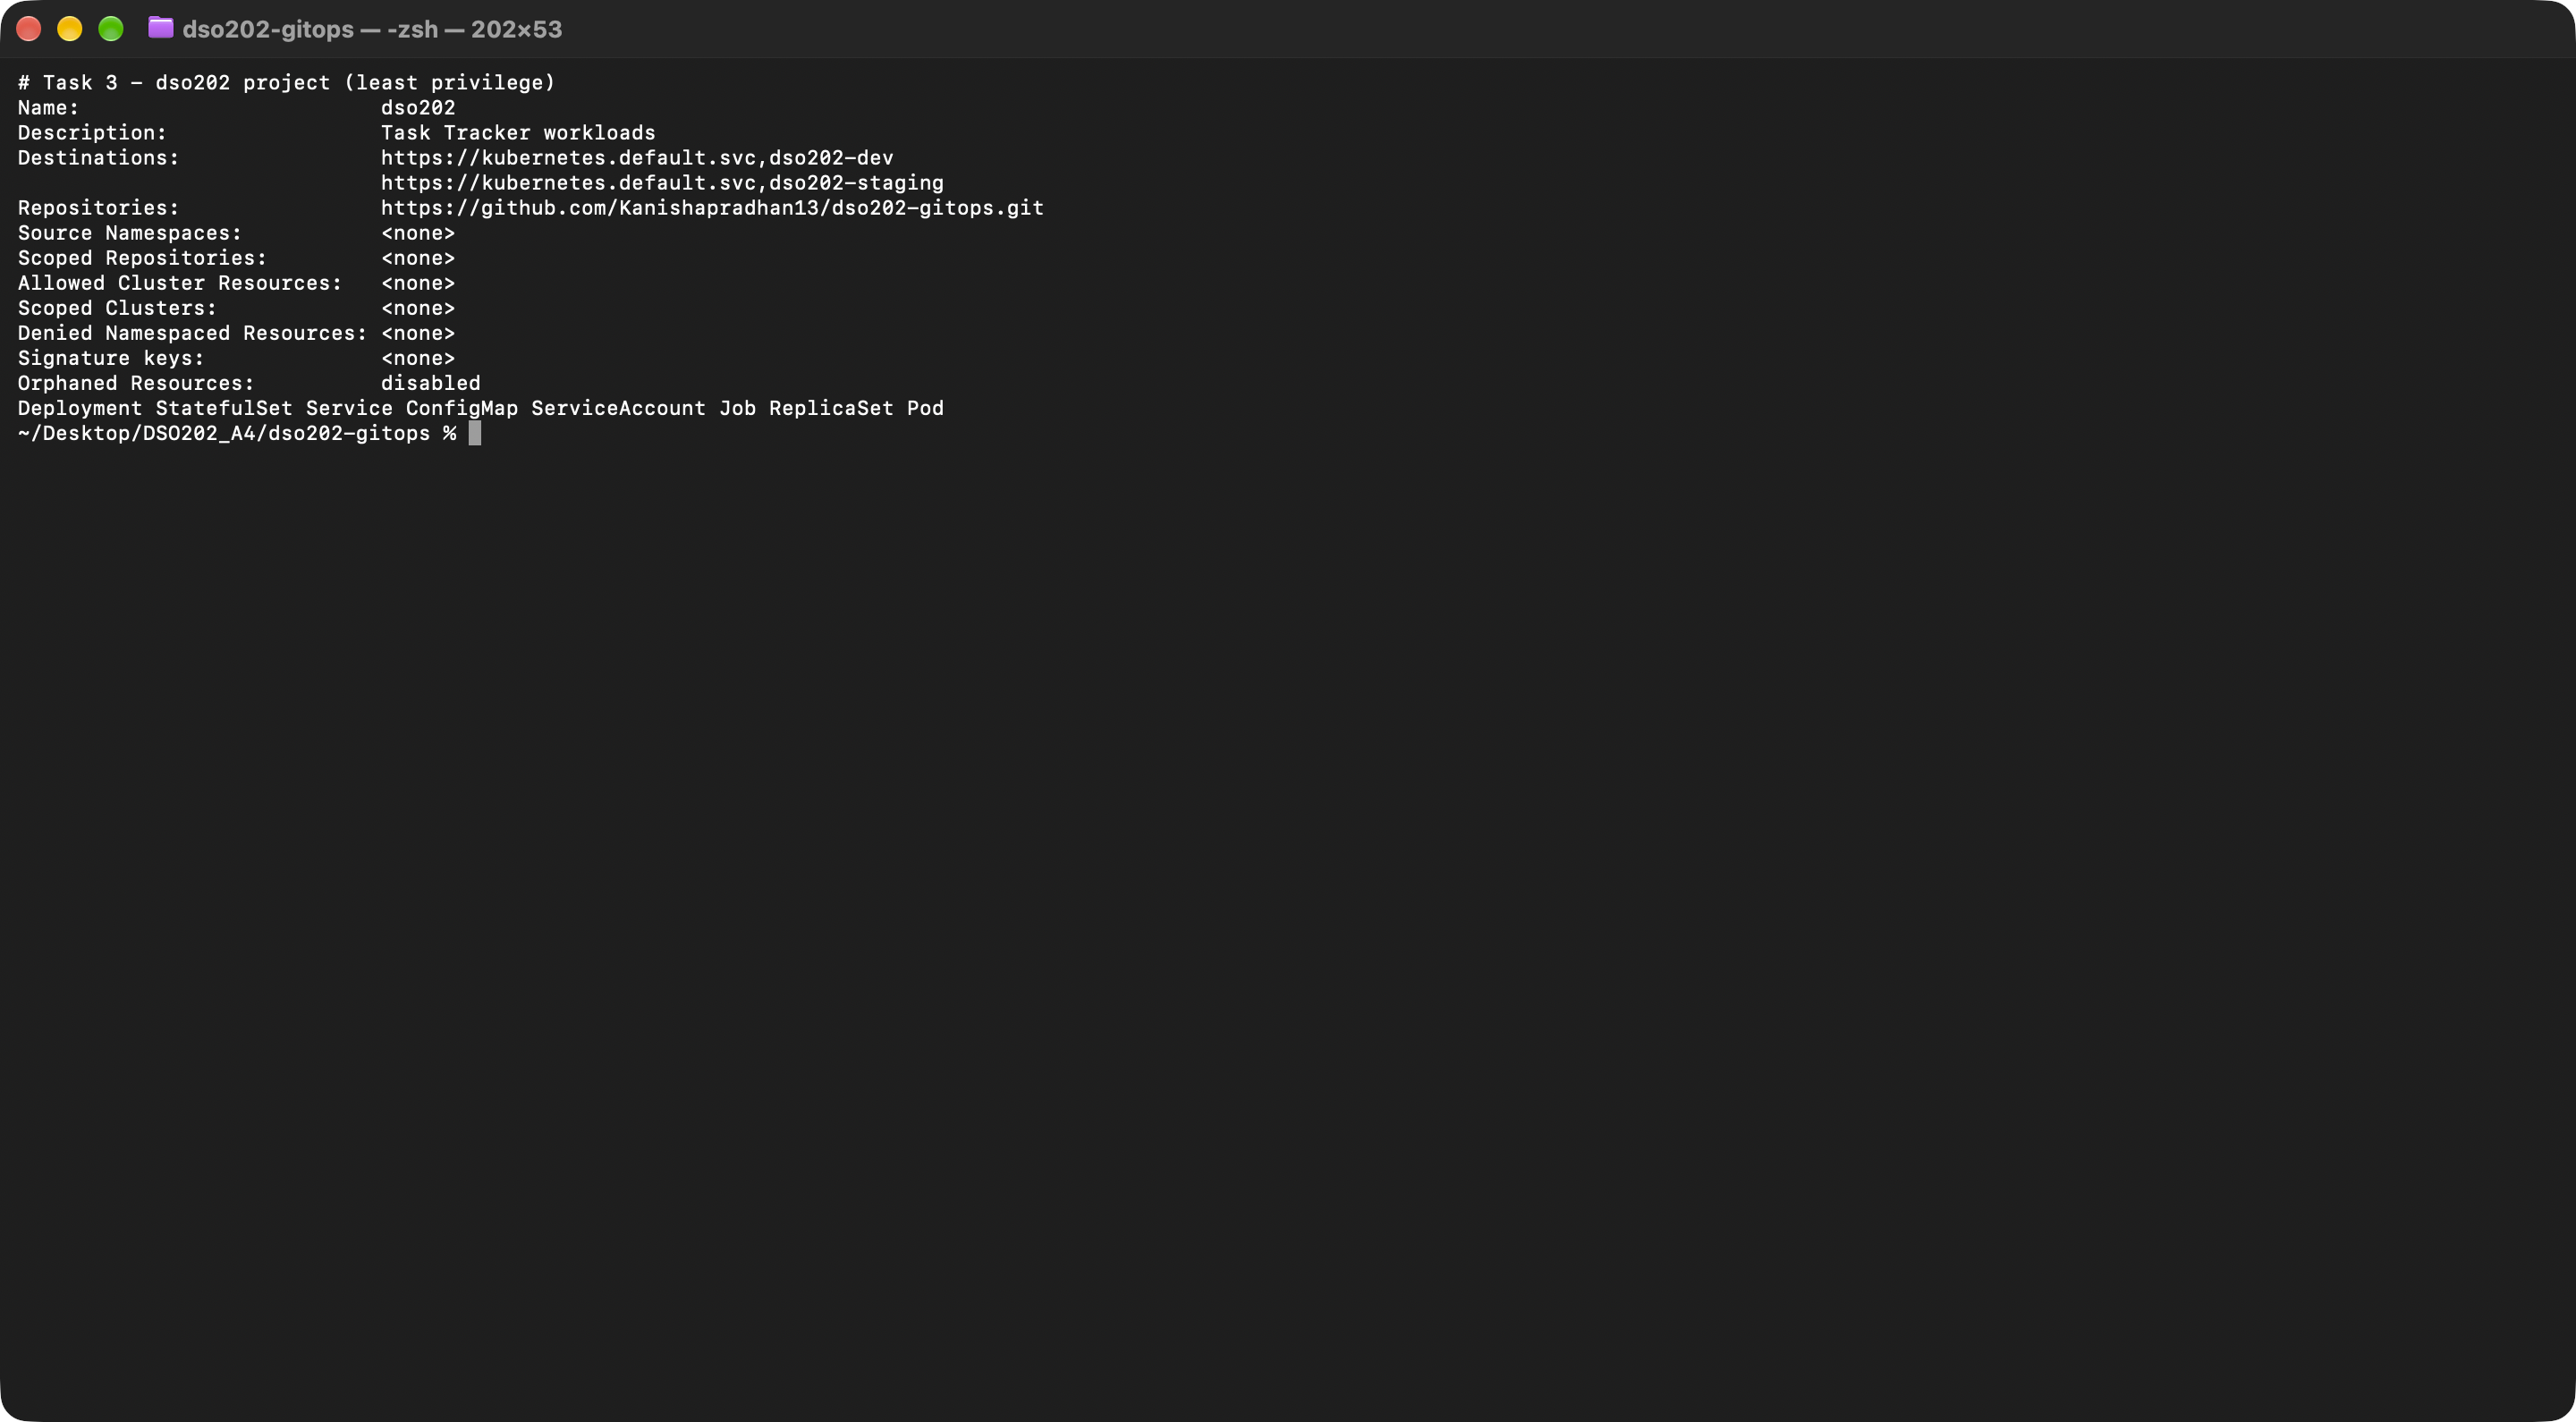 dso202-gitops — -zsh — 202×53
# Task 3 — dso202 project (least privilege)
Name:                        dso202
Description:                 Task Tracker workloads
Destinations:                https://kubernetes.default.svc,dso202-dev
                             https://kubernetes.default.svc,dso202-staging
Repositories:                https://github.com/Kanishapradhan13/dso202-gitops.git
Source Namespaces:           <none>
Scoped Repositories:         <none>
Allowed Cluster Resources:   <none>
Scoped Clusters:             <none>
Denied Namespaced Resources: <none>
Signature keys:              <none>
Orphaned Resources:          disabled
Deployment StatefulSet Service ConfigMap ServiceAccount Job ReplicaSet Pod
~/Desktop/DSO202_A4/dso202-gitops %